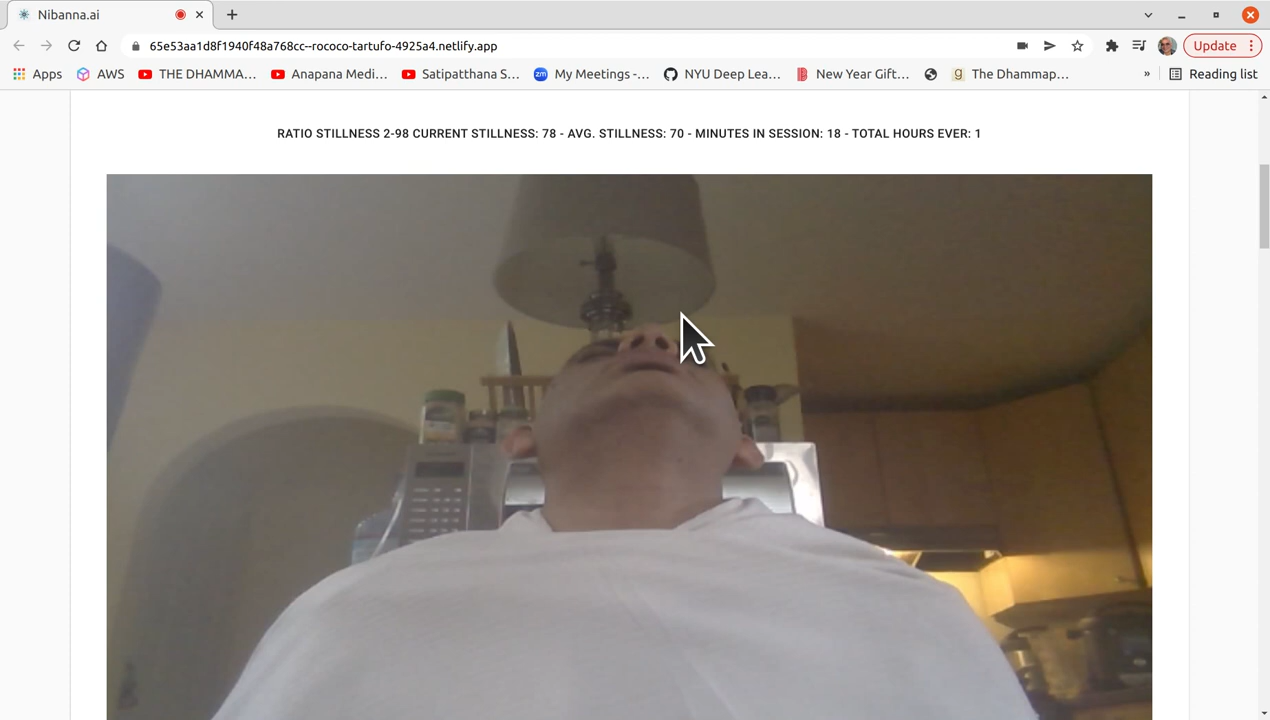 Nibanna.ai
65e53aa1d8f1940f48a768cc--rococo-tartufo-4925a4.netlify.app
Update
Apps AWS THE DHAMMA... Anapana Medi... Satipatthana S... My Meetings -... NYU Deep Lea... New Year Gift... The Dhammap... » Reading list
RATIO STILLNESS 2-98 CURRENT STILLNESS: 78 - AVG. STILLNESS: 70 - MINUTES IN SESSION: 18 - TOTAL HOURS EVER: 1